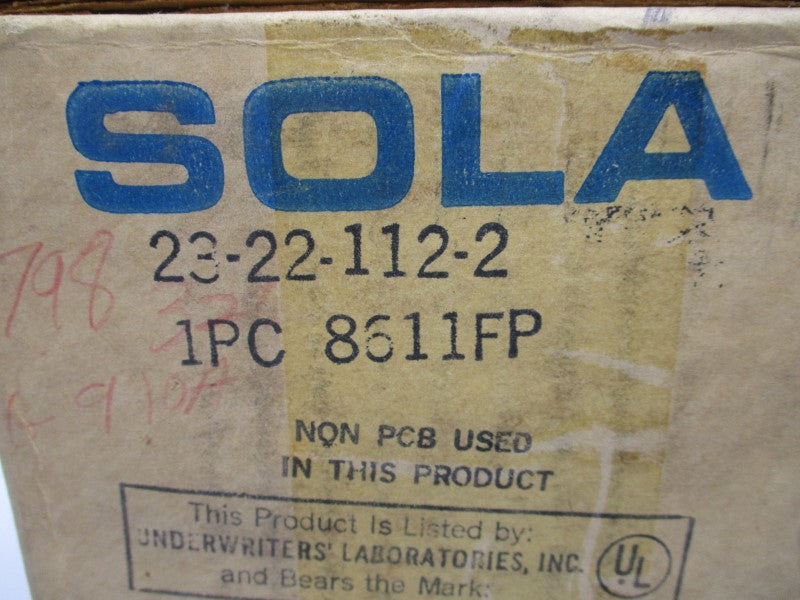 SOLA
23-22-112-2
1PC 8611FP
798
NON PCB USED
IN THIS PRODUCT
This Product Is Listed by:
UNDERWRITERS' LABORATORIES, INC.
and Bears the Mark:
UL